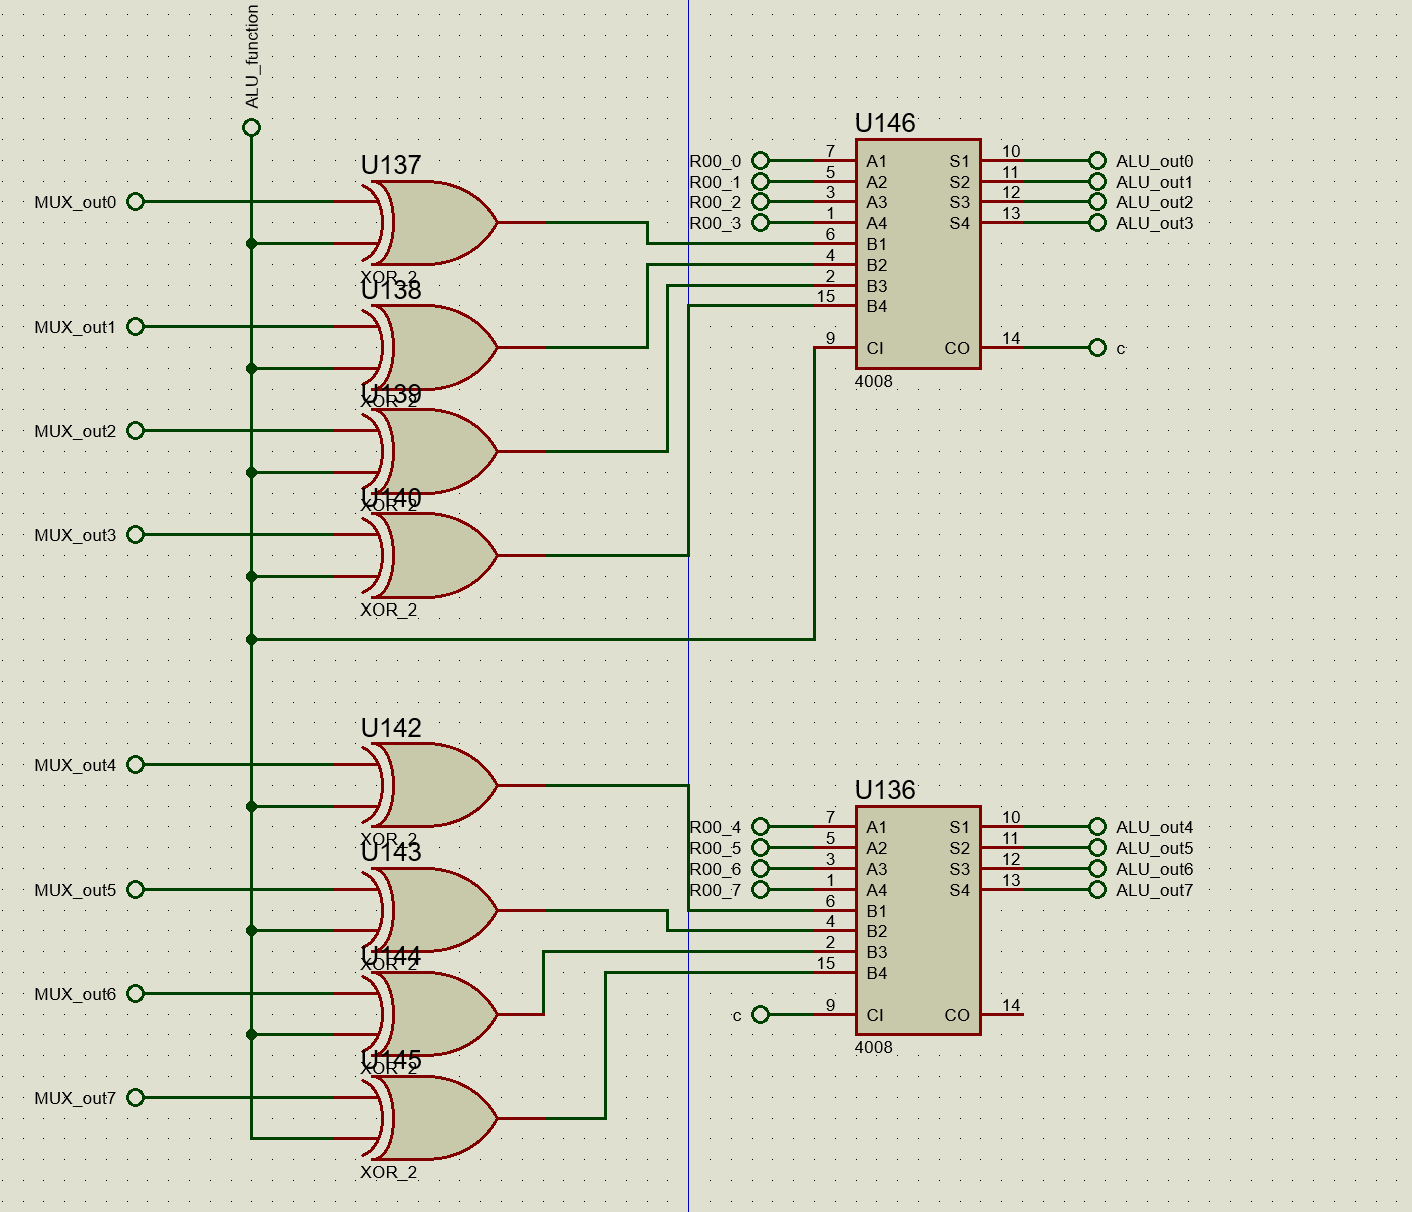 ALU_function
U137
MUX_out0
XOR_2
U138
MUX_out1
XOR_2
U139
MUX_out2
XOR_2
U140
MUX_out3
XOR_2
U146
R00_0 7 A1 S1 10 ALU_out0
R00_1 5 A2 S2 11 ALU_out1
R00_2 3 A3 S3 12 ALU_out2
R00_3 1 A4 S4 13 ALU_out3
6 B1
4 B2
2 B3
15 B4
9 CI CO 14 c
4008
U142
MUX_out4
XOR_2
U143
MUX_out5
XOR_2
U144
MUX_out6
XOR_2
U145
MUX_out7
XOR_2
U136
R00_4 7 A1 S1 10 ALU_out4
R00_5 5 A2 S2 11 ALU_out5
R00_6 3 A3 S3 12 ALU_out6
R00_7 1 A4 S4 13 ALU_out7
6 B1
4 B2
2 B3
15 B4
c 9 CI CO 14
4008